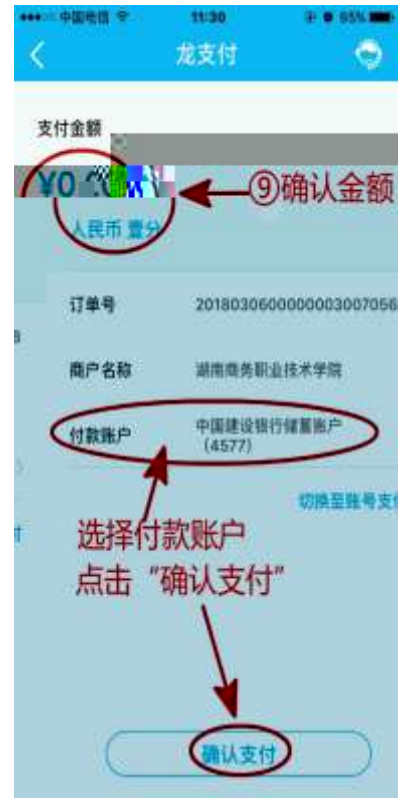 中国电信 11:30 65%
龙支付
支付金额
¥0
⑨确认金额
人民币 壹分
订单号 20180306000000003007056
商户名称 湖南商务职业技术学院
付款账户 中国建设银行储蓄账户
(4577)
切换至账号支付
选择付款账户
点击“确认支付”
确认支付